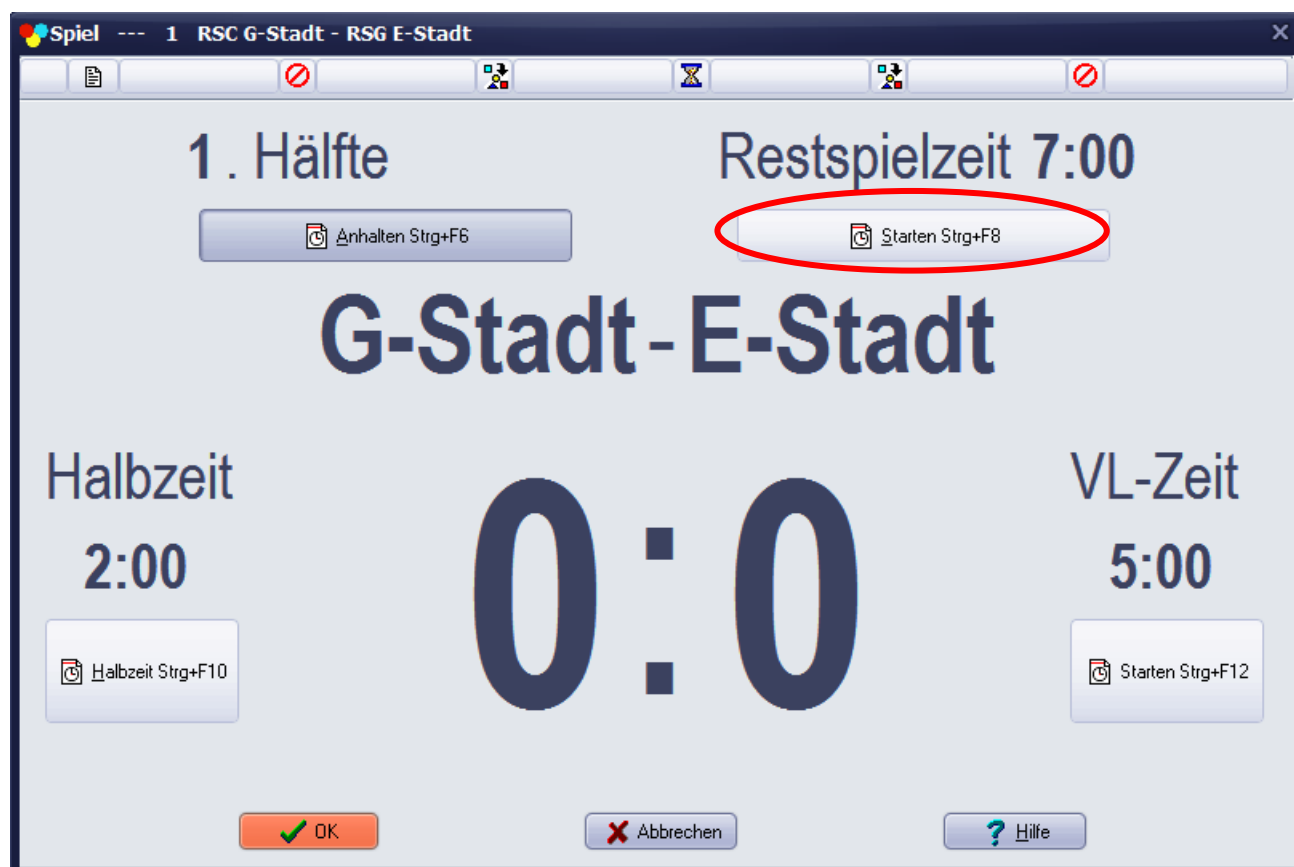 Spiel --- 1 RSC G-Stadt - RSG E-Stadt
1 . Hälfte
Restspielzeit 7:00
Anhalten Strg+F6
Starten Strg+F8
G-Stadt - E-Stadt
Halbzeit
2:00
Halbzeit Strg+F10
0:0
VL-Zeit
5:00
Starten Strg+F12
OK
Abbrechen
Hilfe